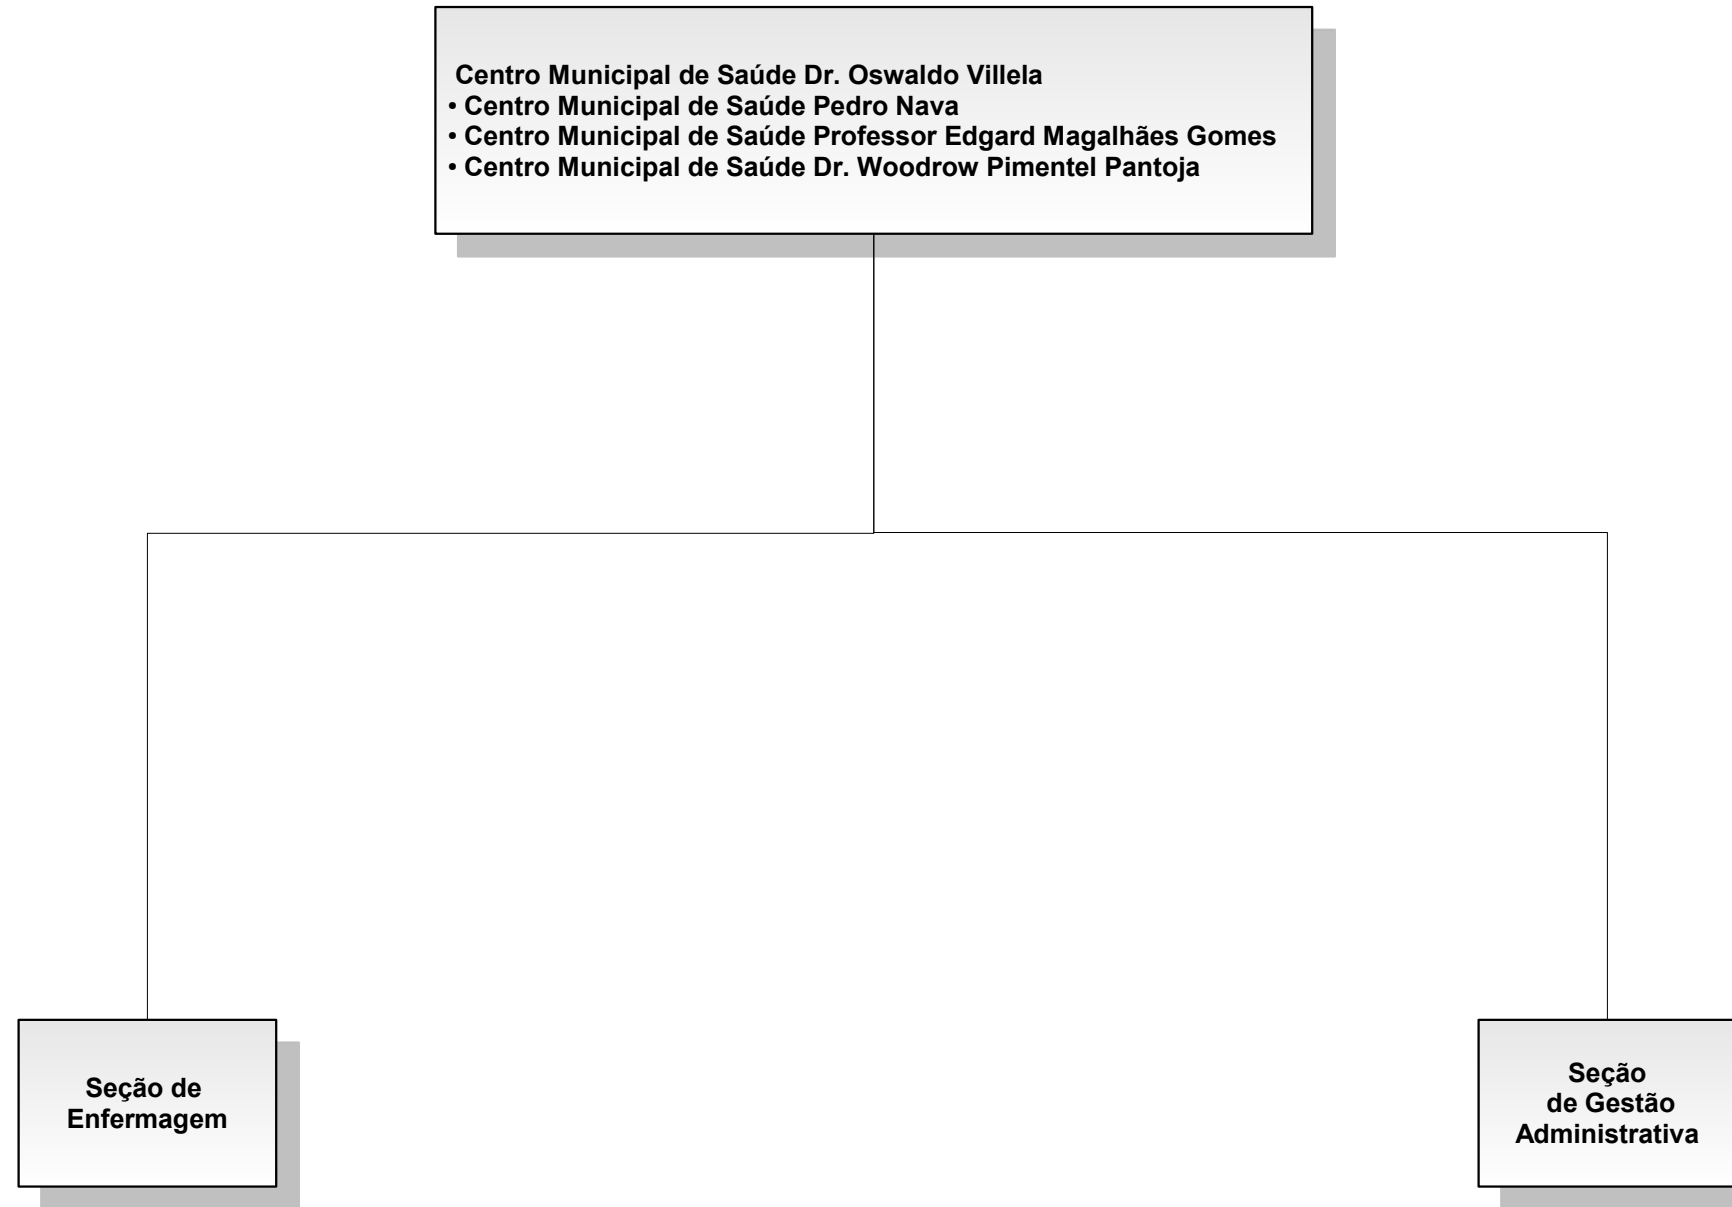 Centro Municipal de Saúde Dr. Oswaldo Villela
• Centro Municipal de Saúde Pedro Nava
• Centro Municipal de Saúde Professor Edgard Magalhães Gomes
• Centro Municipal de Saúde Dr. Woodrow Pimentel Pantoja
Seção de
Enfermagem
Seção
de Gestão
Administrativa